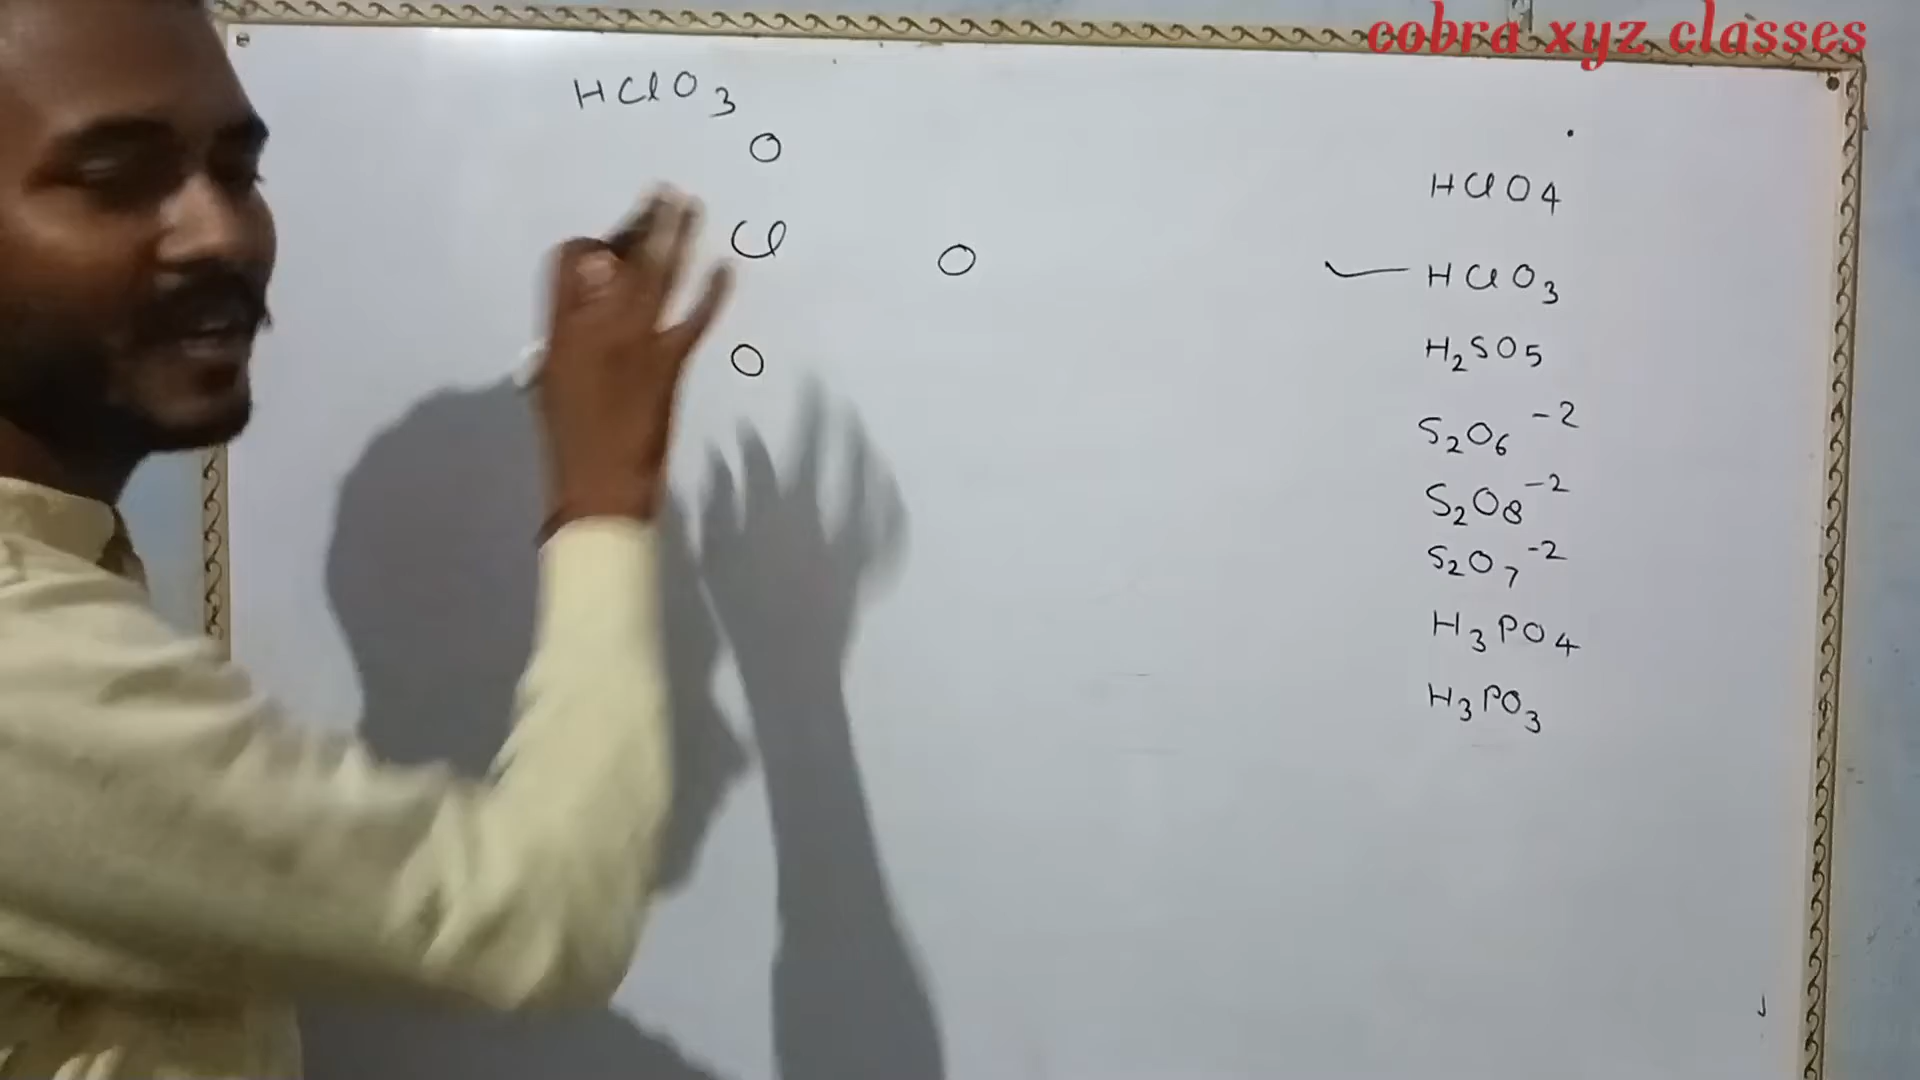 cobra xyz classes
HClO3
O
Cl O
O
HClO4
HClO3
H2SO5
S2O6 -2
S2O8 -2
S2O7 -2
H3PO4
H3PO3